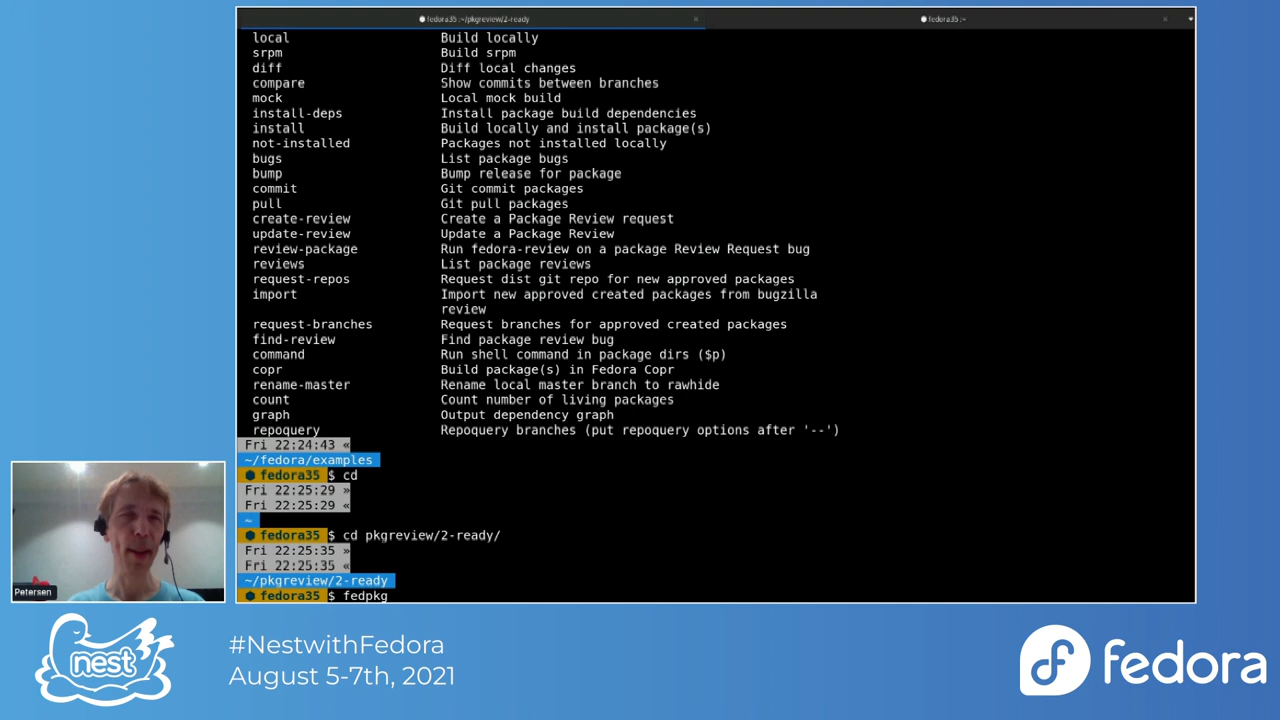 fedora35 :~/pkgreview/2-ready
fedora35 :~
local Build locally
srpm Build srpm
diff Diff local changes
compare Show commits between branches
mock Local mock build
install-deps Install package build dependencies
install Build locally and install package(s)
not-installed Packages not installed locally
bugs List package bugs
bump Bump release for package
commit Git commit packages
pull Git pull packages
create-review Create a Package Review request
update-review Update a Package Review
review-package Run fedora-review on a package Review Request bug
reviews List package reviews
request-repos Request dist git repo for new approved packages
import Import new approved created packages from bugzilla
review
request-branches Request branches for approved created packages
find-review Find package review bug
command Run shell command in package dirs ($p)
copr Build package(s) in Fedora Copr
rename-master Rename local master branch to rawhide
count Count number of living packages
graph Output dependency graph
repoquery Repoquery branches (put repoquery options after '--')
Fri 22:24:43 «
~/fedora/examples
fedora35 $ cd
Fri 22:25:29 »
Fri 22:25:29 «
~
fedora35 $ cd pkgreview/2-ready/
Fri 22:25:35 »
Fri 22:25:35 «
~/pkgreview/2-ready
fedora35 $ fedpkg
Petersen
nest
#NestwithFedora
August 5-7th, 2021
fedora